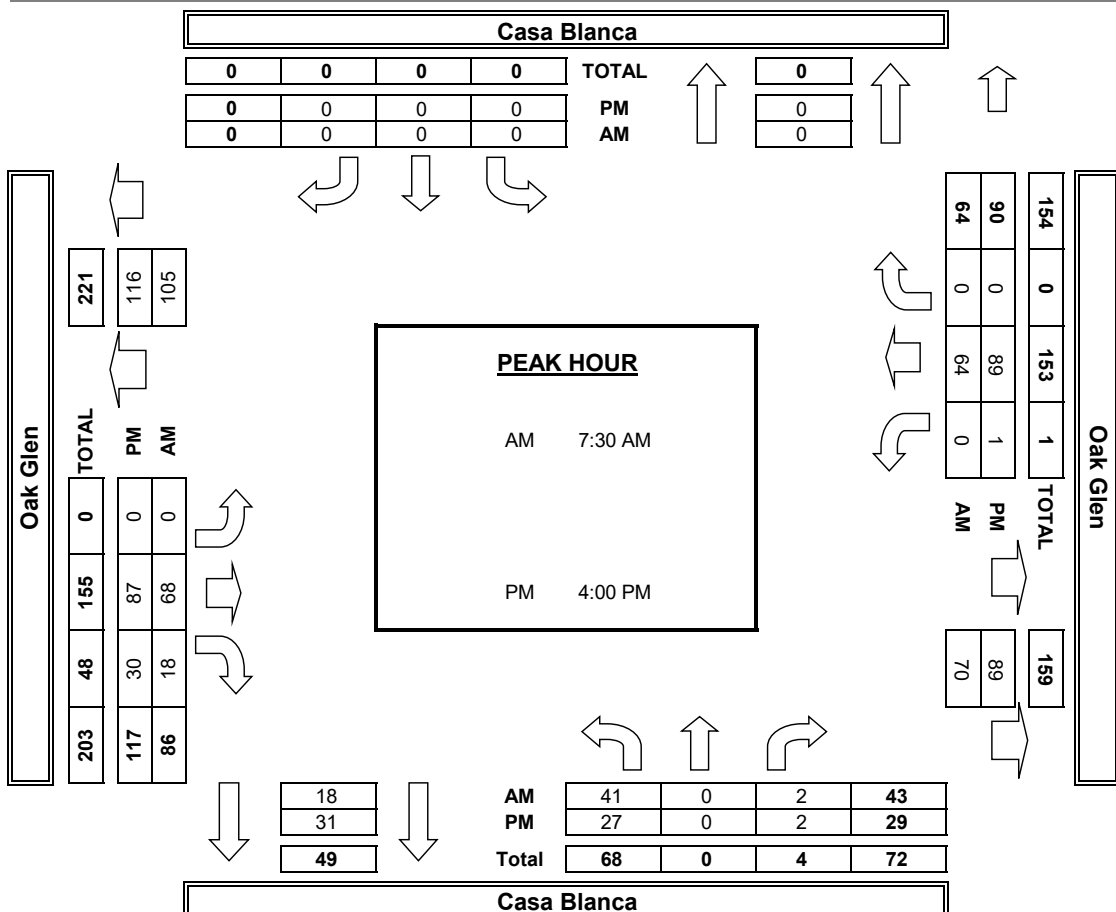 Casa Blanca
0 0 0 0 TOTAL 0
0 0 0 0 PM 0
0 0 0 0 AM 0
Oak Glen
221
116
105
TOTAL PM AM
0 0 0
155 87 68
48 30 18
203 117 86
PEAK HOUR
AM 7:30 AM
PM 4:00 PM
64 90 154
0 0 0
64 89 153
0 1 1
AM PM TOTAL
70 89 159
Oak Glen
18 AM 41 0 2 43
31 PM 27 0 2 29
49 Total 68 0 4 72
Casa Blanca